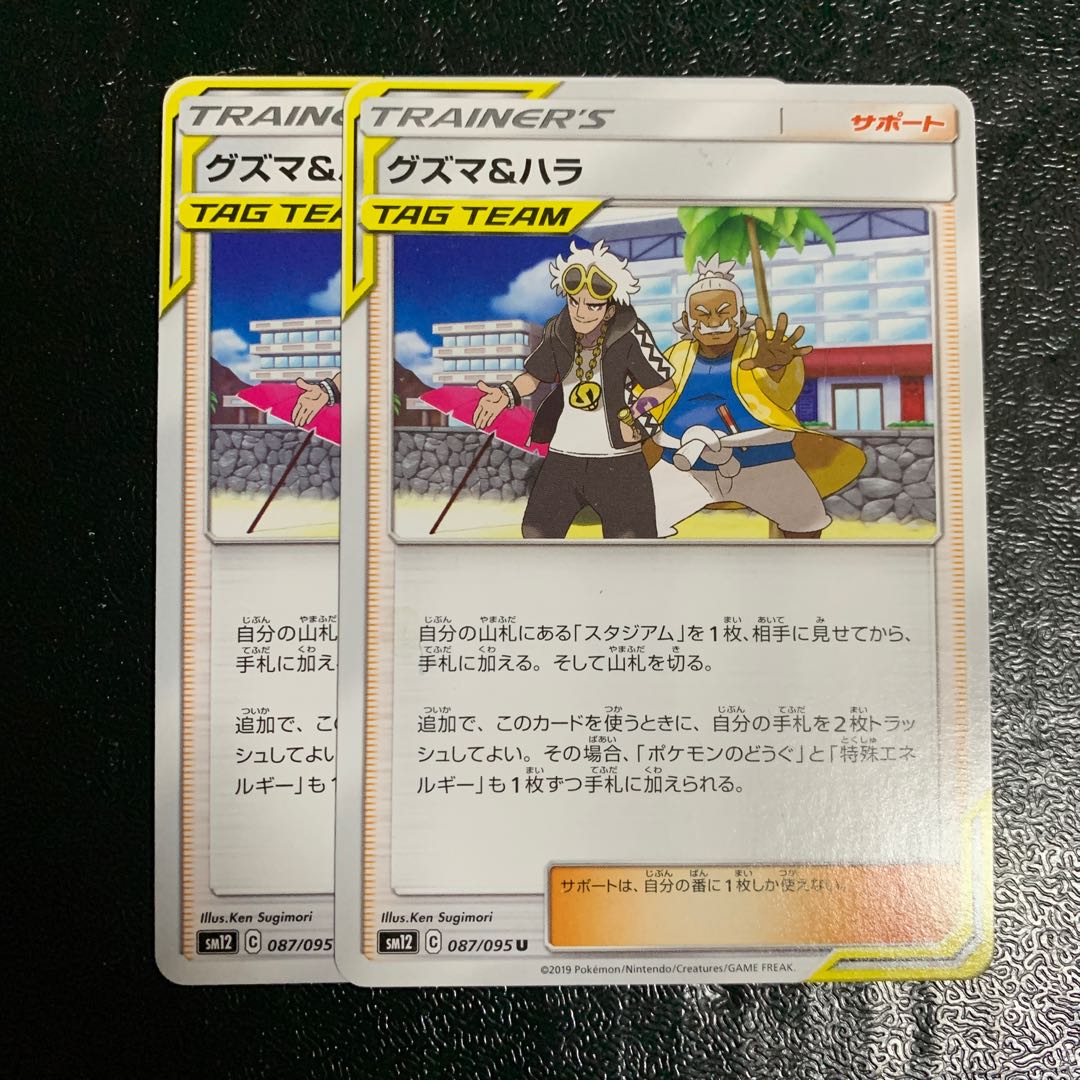 TRAIN
グズマ&
TAG TEA
自分の山札
手札に加え
追加で、こ
シュしてよい
ルギー」も1
Illus.Ken Sugimori
SM12 C 087/095
TRAINER'S サポート
グズマ&ハラ
TAG TEAM
自分の山札にある「スタジアム」を1枚、相手に見せてから、
手札に加える。そして山札を切る。
追加で、このカードを使うときに、自分の手札を2枚トラッ
シュしてよい。その場合、「ポケモンのどうぐ」と「特殊エネ
ルギー」も1枚ずつ手札に加えられる。
サポートは、自分の番に1枚しか使えない。
Illus.Ken Sugimori
SM12 C 087/095 U
©2019 Pokémon/Nintendo/Creatures/GAME FREAK.